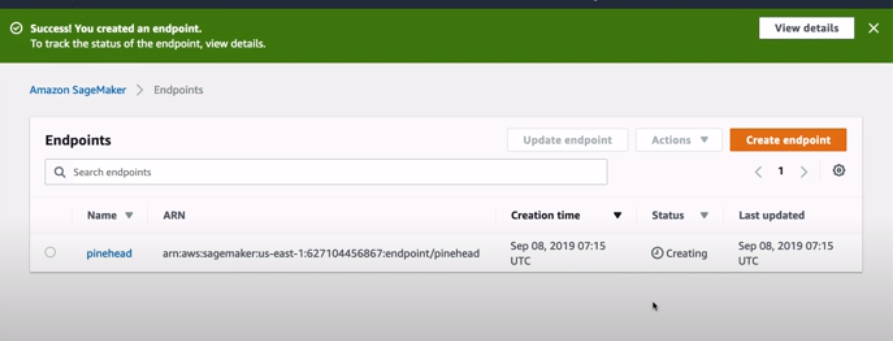 Success! You created an endpoint.
To track the status of the endpoint, view details.
View details
Amazon SageMaker > Endpoints
Endpoints
Update endpoint
Actions
Create endpoint
Search endpoints
1
Name ARN Creation time Status Last updated
pinehead arn:aws:sagemaker:us-east-1:627104456867:endpoint/pinehead Sep 08, 2019 07:15 UTC Creating Sep 08, 2019 07:15 UTC